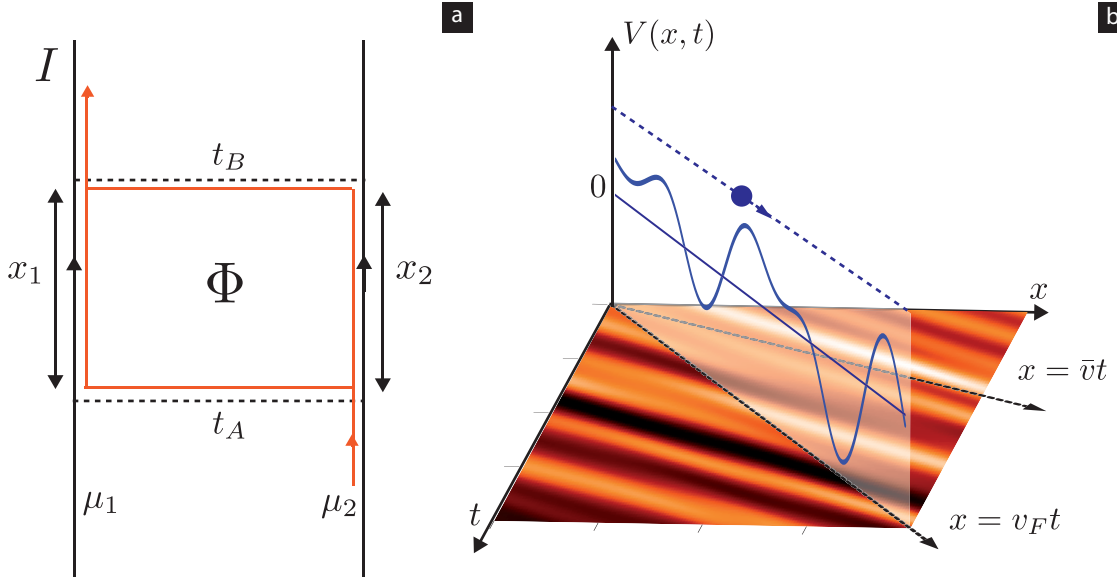 a
I
t_B
x_1
Φ
x_2
t_A
μ_1
μ_2
b
V(x, t)
0
x
x = v̄t
x = v_F t
t